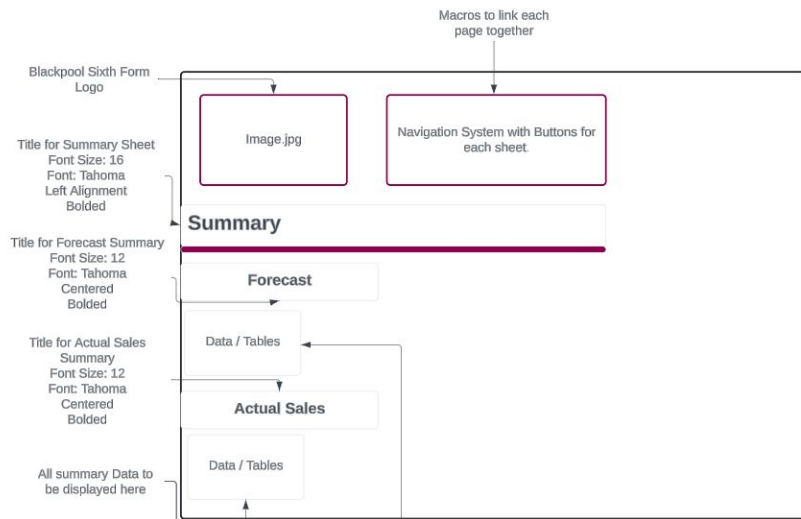 Macros to link each
page together
Blackpool Sixth Form
Logo
Image.jpg
Navigation System with Buttons for
each sheet.
Title for Summary Sheet
Font Size: 16
Font: Tahoma
Left Alignment
Bolded
Summary
Title for Forecast Summary
Font Size: 12
Font: Tahoma
Centered
Bolded
Forecast
Data / Tables
Title for Actual Sales
Summary
Font Size: 12
Font: Tahoma
Centered
Bolded
Actual Sales
Data / Tables
All summary Data to
be displayed here